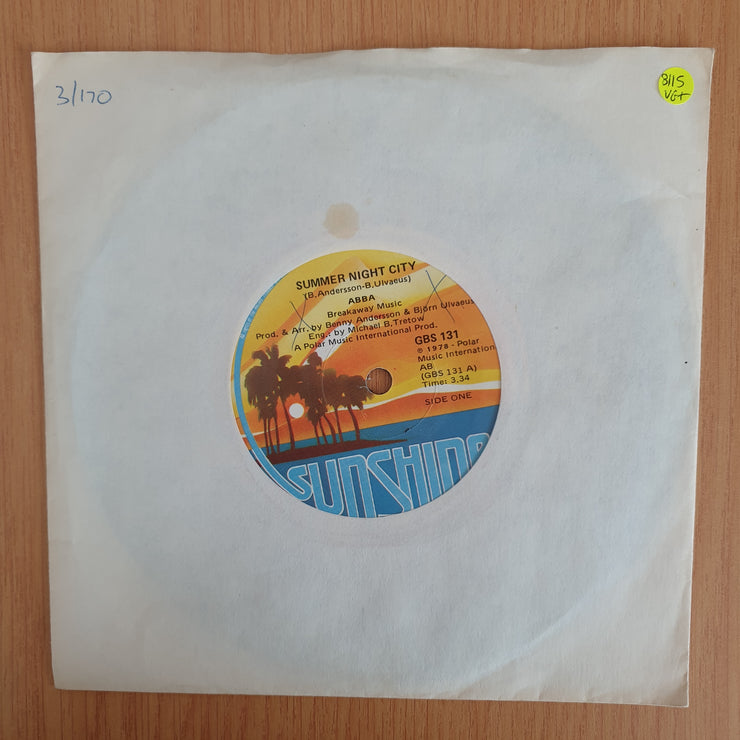 3/170
8/15
VG+
SUMMER NIGHT CITY
(B. Andersson-B. Ulvaeus)
ABBA
Breakaway Music
Prod. & Arr. by Benny Andersson & Björn Ulvaeus
Eng.: by Michael B. Tretow
A Polar Music International Prod.
GBS 131
℗ 1978 - Polar
Music Internation
AB
(GBS 131 A)
Time: 3.34
SIDE ONE
SUNSHINE